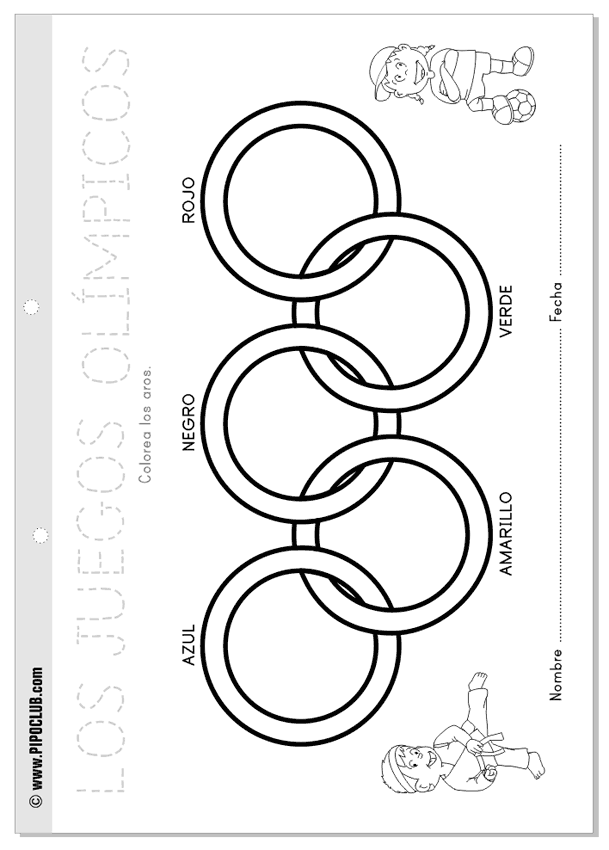 © www.PIPOCLUB.com
LOS JUEGOS OLÍMPICOS
Colorea los aros.
AZUL
NEGRO
ROJO
AMARILLO
VERDE
Nombre
Fecha